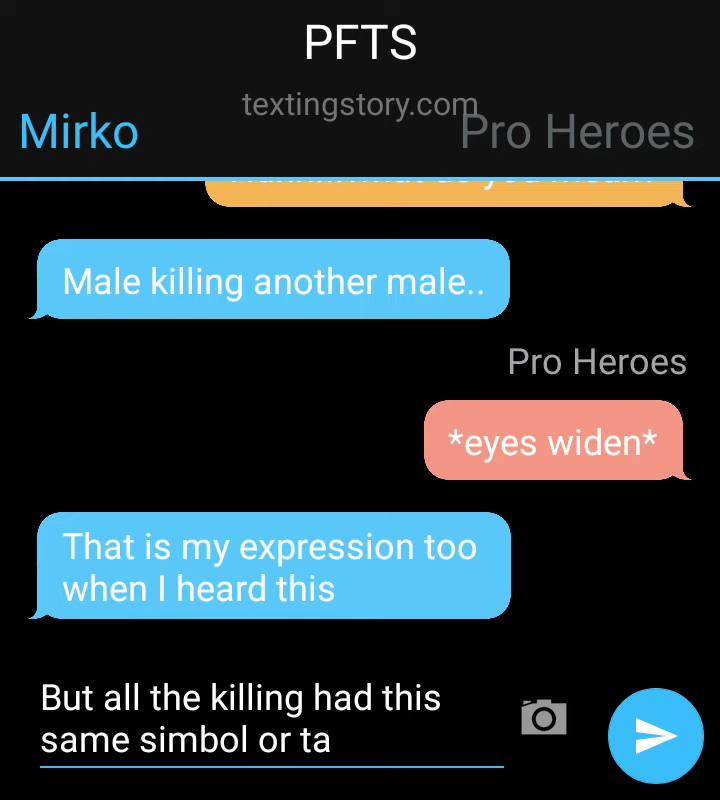 PFTS
textingstory.com
Mirko
Pro Heroes
Male killing another male..
Pro Heroes
*eyes widen*
That is my expression too
when I heard this
But all the killing had this
same simbol or ta